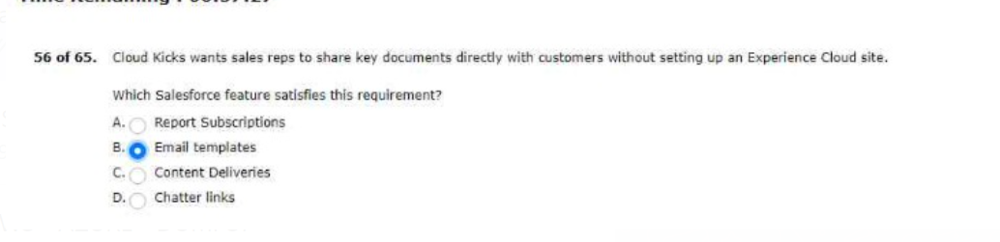 56 of 65. Cloud Kicks wants sales reps to share key documents directly with customers without setting up an Experience Cloud site.
Which Salesforce feature satisfies this requirement?
A. Report Subscriptions
B. Email templates
C. Content Deliveries
D. Chatter links